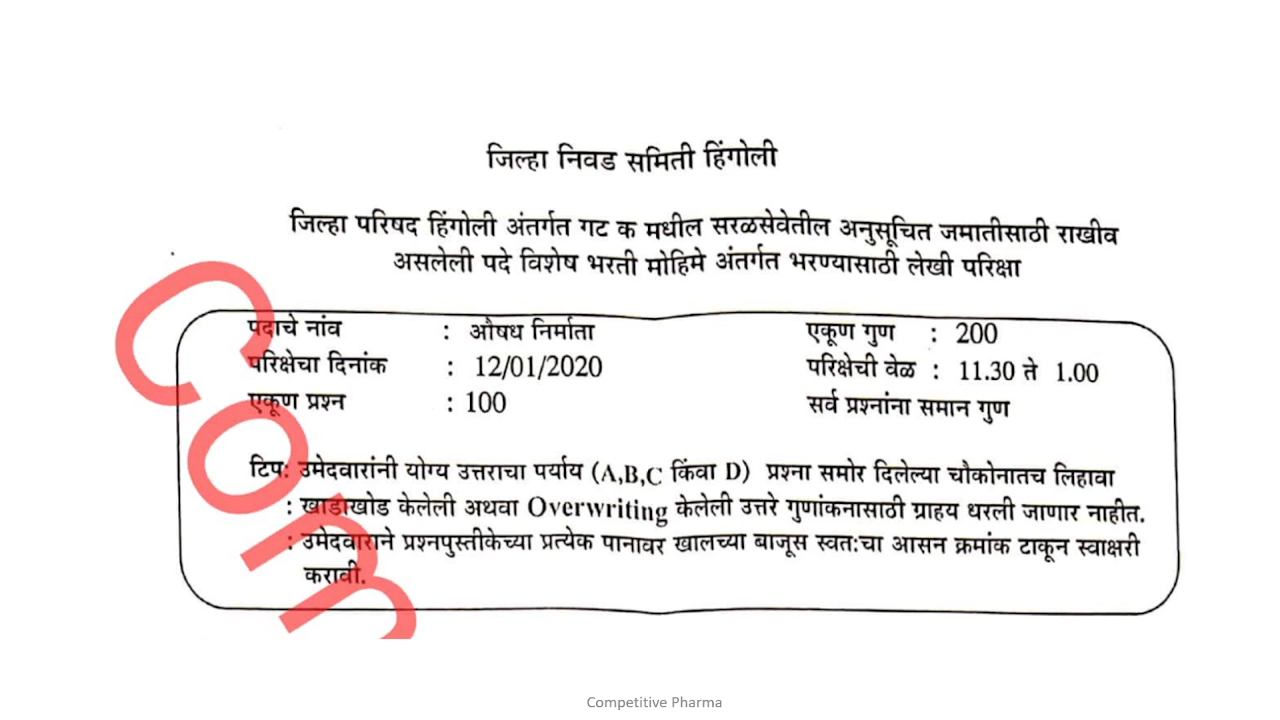 जिल्हा निवड समिती हिंगोली
जिल्हा परिषद हिंगोली अंतर्गत गट क मधील सरळसेवेतील अनुसूचित जमातीसाठी राखीव
असलेली पदे विशेष भरती मोहिमे अंतर्गत भरण्यासाठी लेखी परिक्षा
पदाचे नांव : औषध निर्माता एकूण गुण : 200
परिक्षेचा दिनांक : 12/01/2020 परिक्षेची वेळ : 11.30 ते 1.00
एकूण प्रश्न : 100 सर्व प्रश्नांना समान गुण
टिप: उमेदवारांनी योग्य उत्तराचा पर्याय (A,B,C किंवा D) प्रश्ना समोर दिलेल्या चौकोनातच लिहावा
: खाडाखोड केलेली अथवा Overwriting केलेली उत्तरे गुणांकनासाठी ग्राहय धरली जाणार नाहीत.
: उमेदवाराने प्रश्नपुस्तीकेच्या प्रत्येक पानावर खालच्या बाजूस स्वतःचा आसन क्रमांक टाकून स्वाक्षरी
करावी.
Com
Competitive Pharma